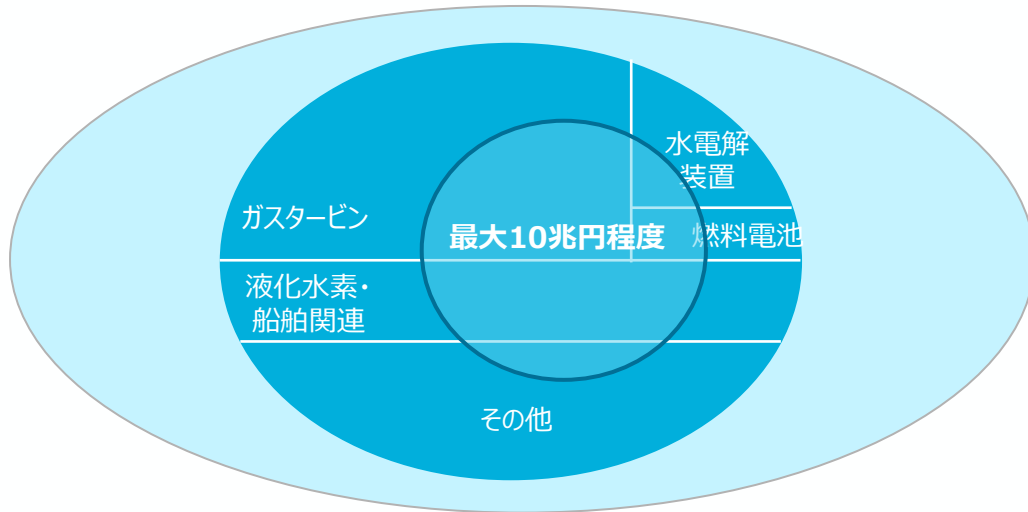 水電解
装置
ガスタービン
最大10兆円程度
燃料電池
液化水素・
船舶関連
その他